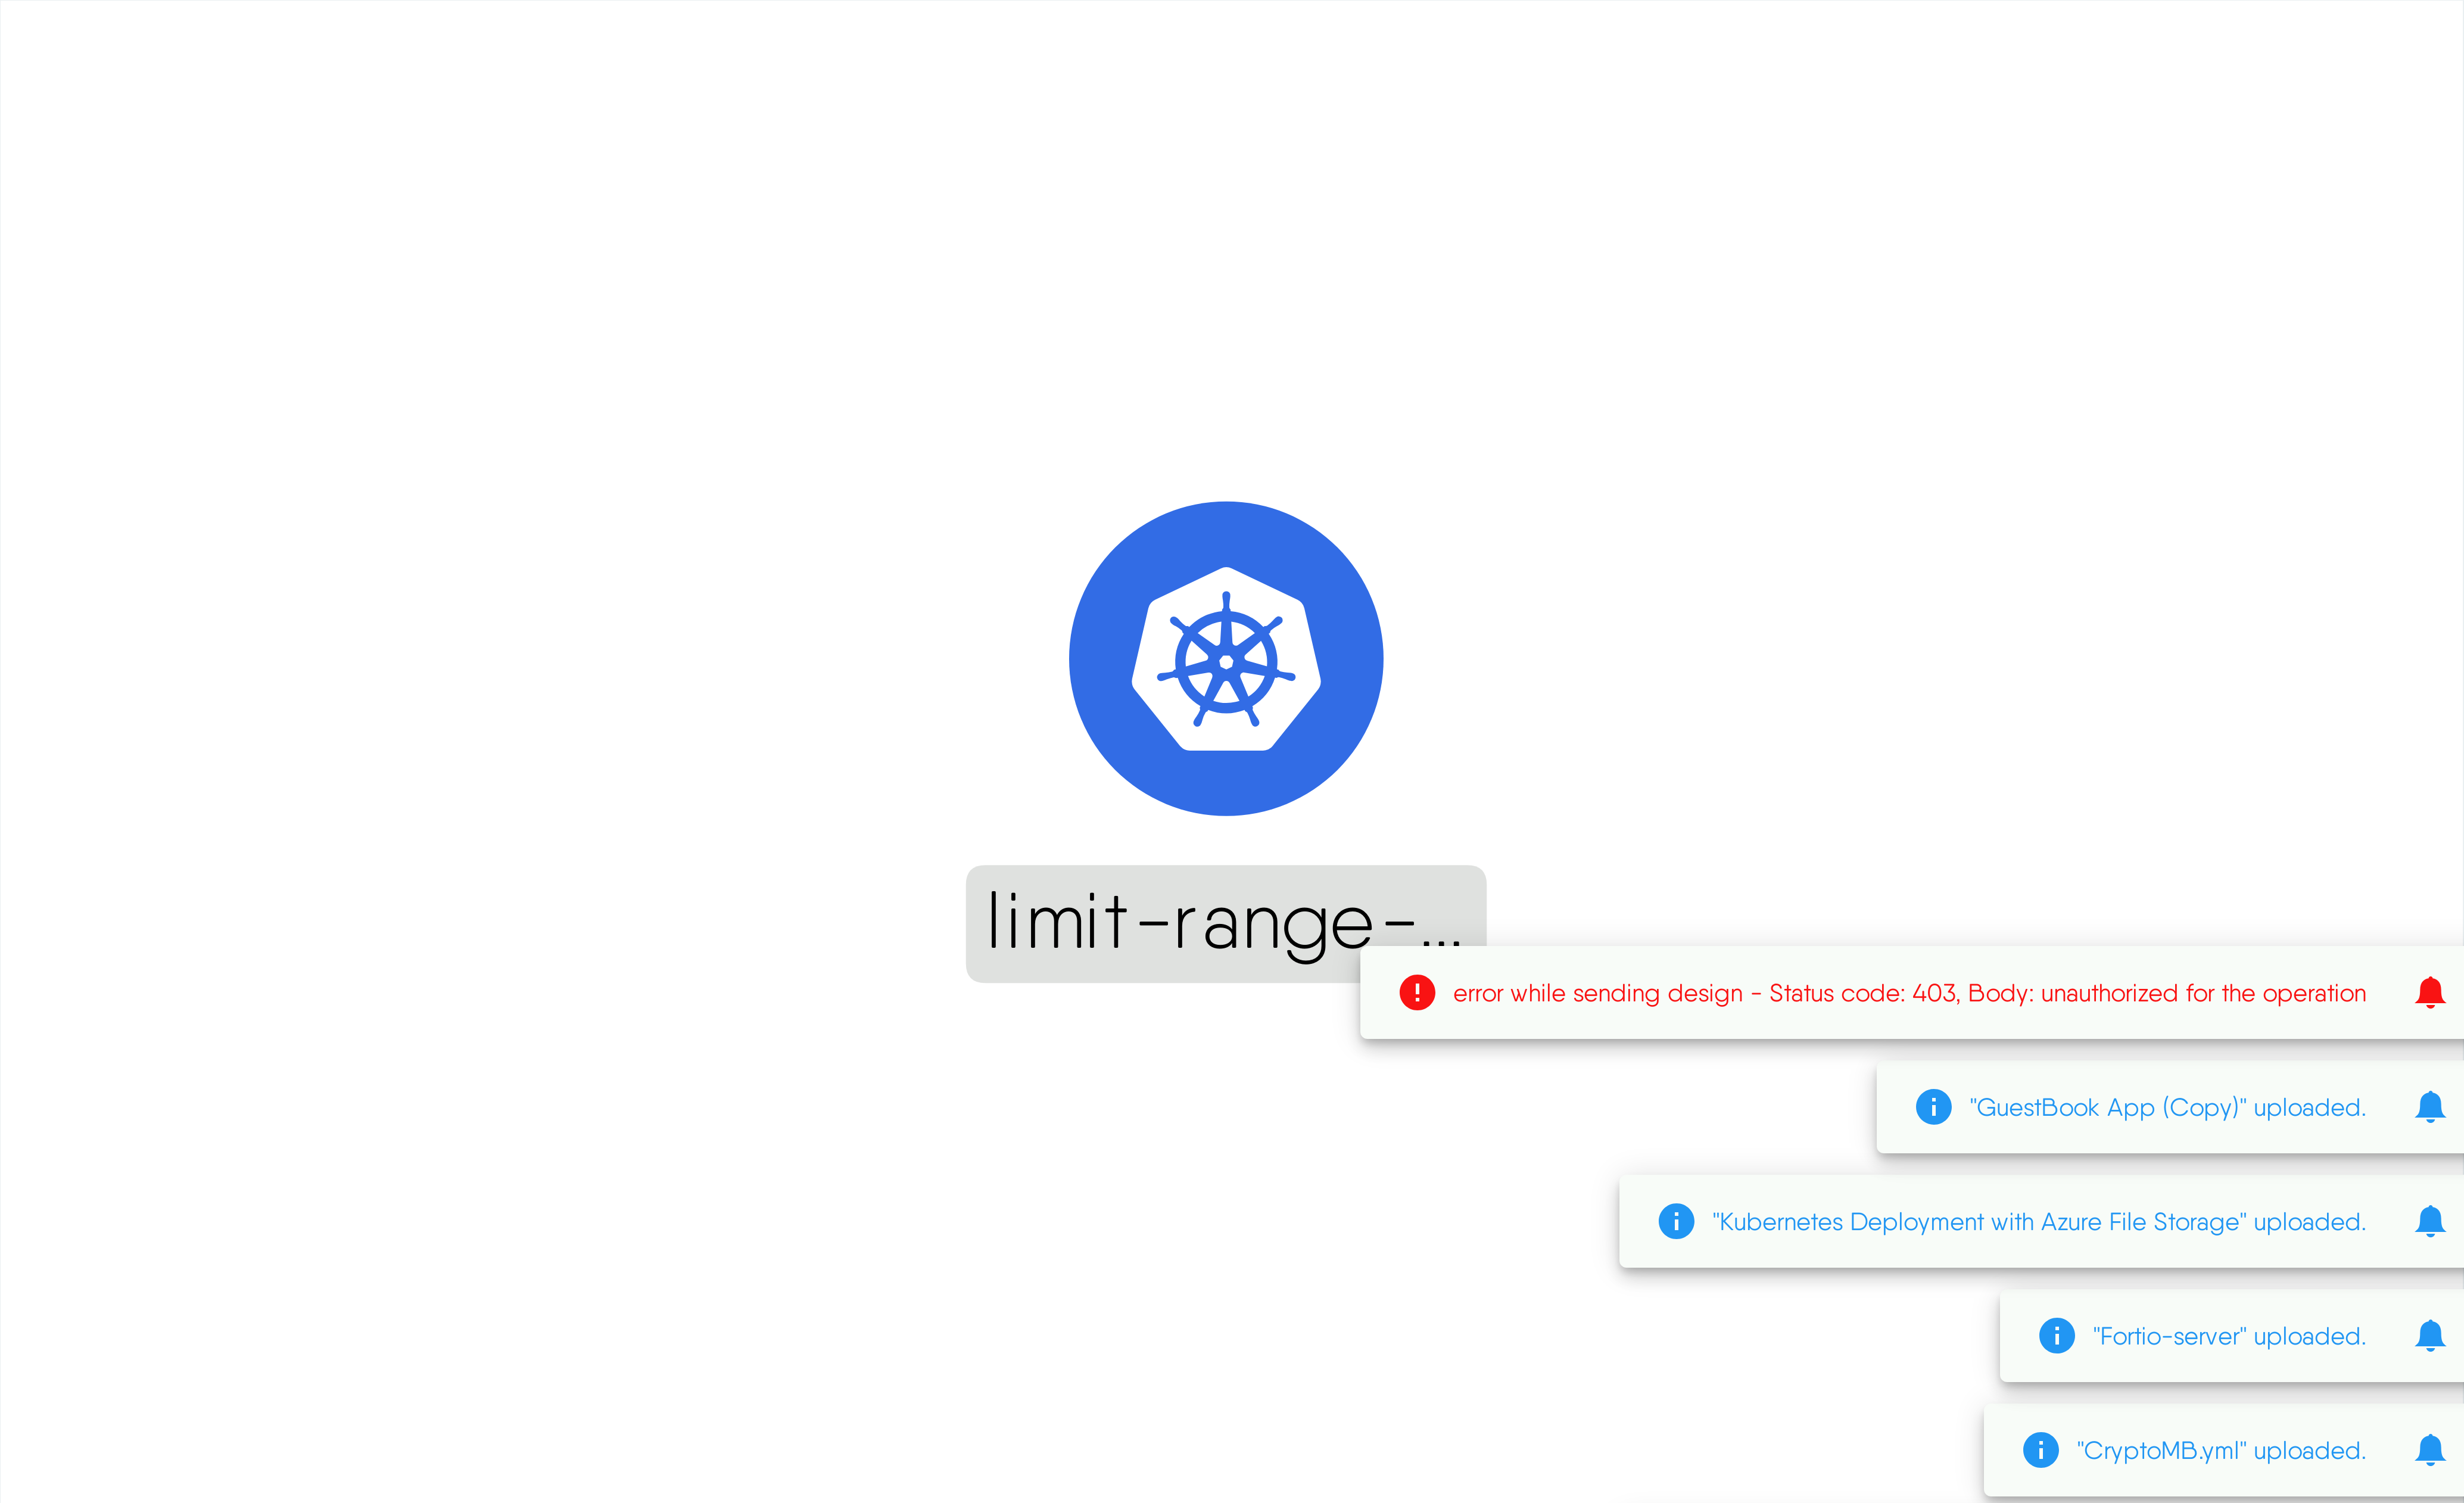 limit-range-...
error while sending design - Status code: 403, Body: unauthorized for the operation
"GuestBook App (Copy)" uploaded.
"Kubernetes Deployment with Azure File Storage" uploaded.
"Fortio-server" uploaded.
"CryptoMB.yml" uploaded.